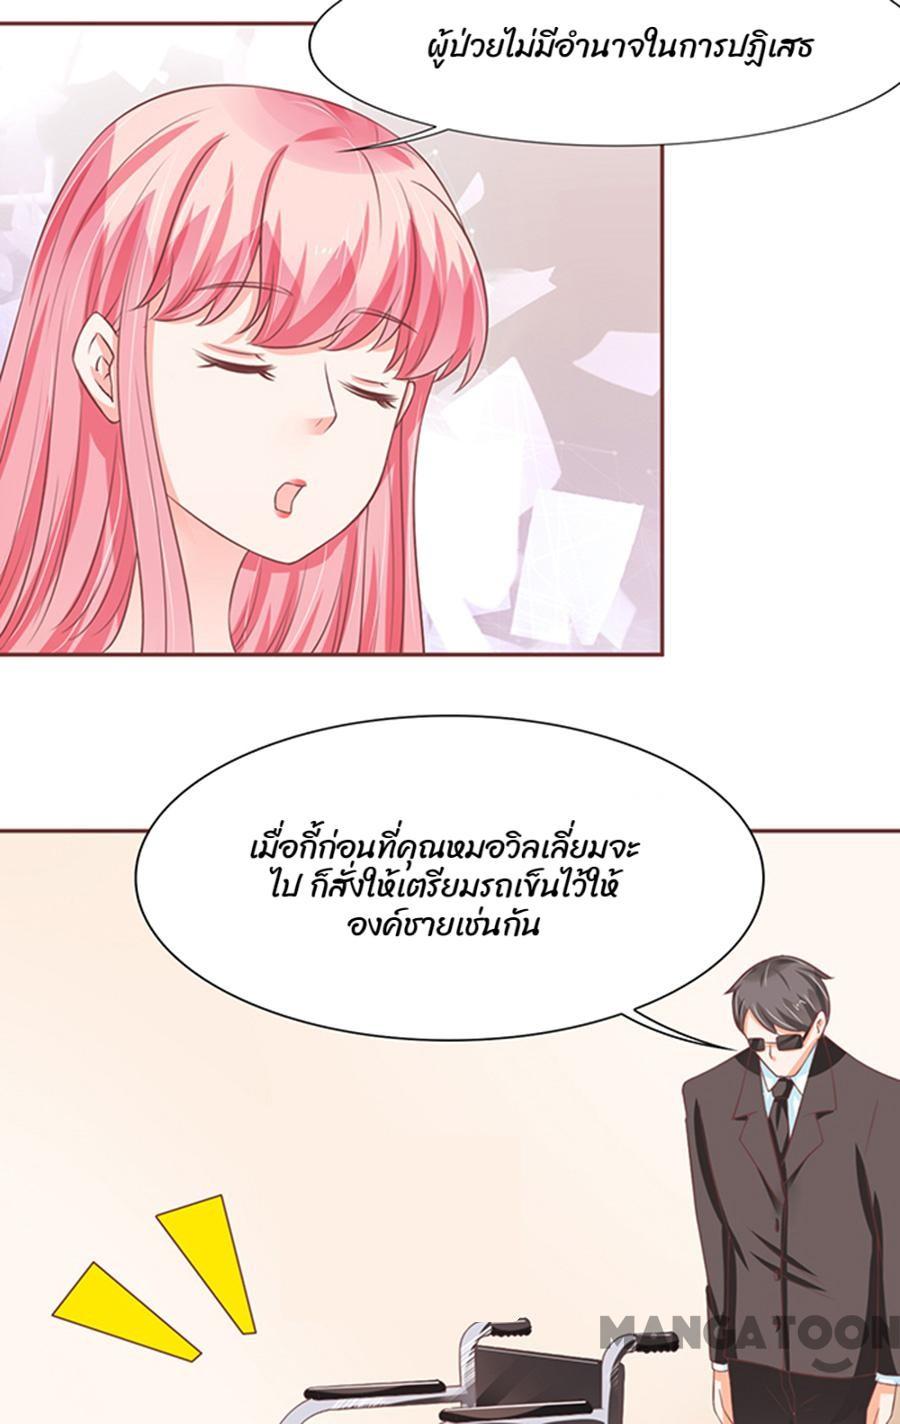 ผู้ป่วยไม่มีอำนาจในการปฏิเสธ
เมื่อกี้ก่อนที่คุณหมอวิลเลี่ยมจะ
ไป ก็สั่งให้เตรียมรถเข็นไว้ให้
องค์ชายเช่นกัน
MANGATOON